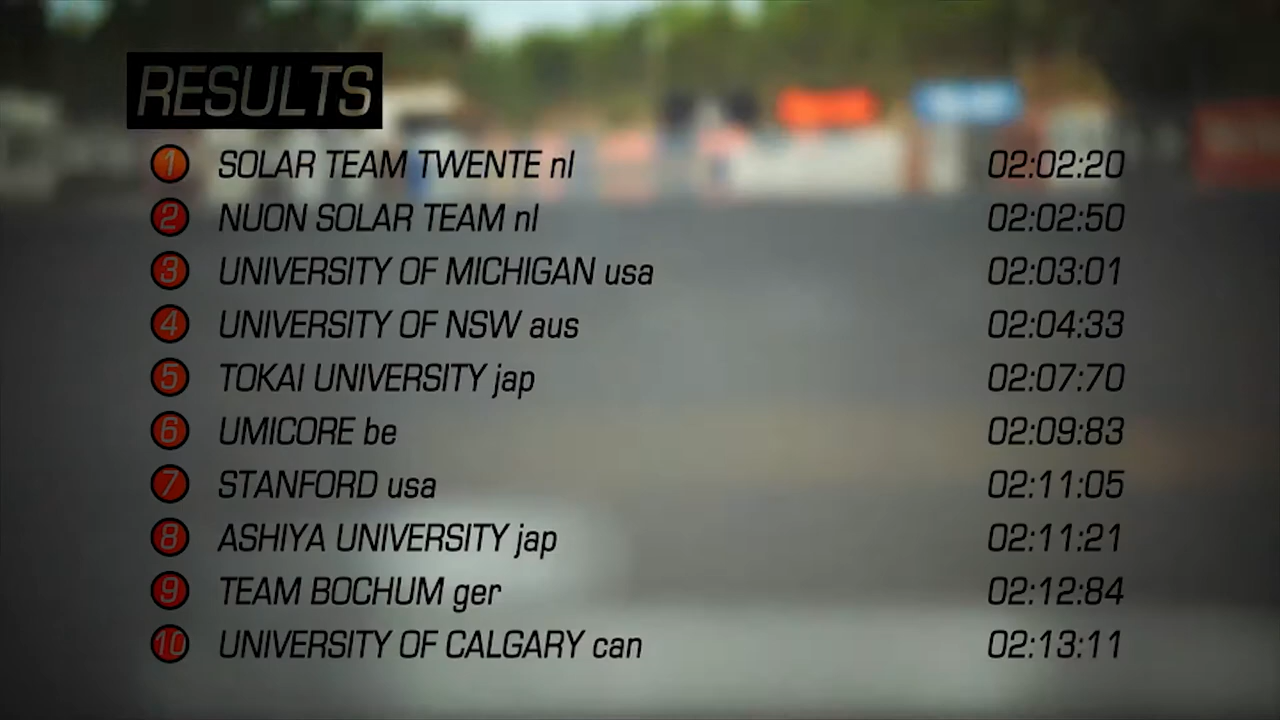 RESULTS
1 SOLAR TEAM TWENTE nl 02:02:20
2 NUON SOLAR TEAM nl 02:02:50
3 UNIVERSITY OF MICHIGAN usa 02:03:01
4 UNIVERSITY OF NSW aus 02:04:33
5 TOKAI UNIVERSITY jap 02:07:70
6 UMICORE be 02:09:83
7 STANFORD usa 02:11:05
8 ASHIYA UNIVERSITY jap 02:11:21
9 TEAM BOCHUM ger 02:12:84
10 UNIVERSITY OF CALGARY can 02:13:11